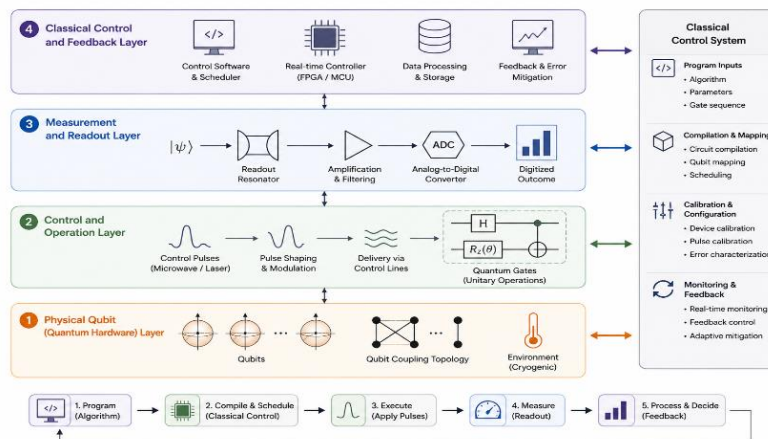 4 Classical Control
and Feedback Layer
</>
Control Software
& Scheduler
Real-time Controller
(FPGA / MCU)
Data Processing
& Storage
Feedback & Error
Mitigation
3 Measurement
and Readout Layer
|ψ⟩
Readout
Resonator
Amplification
& Filtering
ADC
Analog-to-Digital
Converter
Digitized
Outcome
2 Control and
Operation Layer
Control Pulses
(Microwave / Laser)
Pulse Shaping
& Modulation
Delivery via
Control Lines
H
R_z(θ)
Quantum Gates
(Unitary Operations)
1 Physical Qubit
(Quantum Hardware) Layer
...
Qubits
...
Qubit Coupling Topology
Environment
(Cryogenic)
Classical
Control System
</>
Program Inputs
• Algorithm
• Parameters
• Gate sequence
Compilation & Mapping
• Circuit compilation
• Qubit mapping
• Scheduling
Calibration &
Configuration
• Device calibration
• Pulse calibration
• Error characterization
Monitoring &
Feedback
• Real-time monitoring
• Feedback control
• Adaptive mitigation
</>
1. Program
(Algorithm)
2. Compile & Schedule
(Classical Control)
3. Execute
(Apply Pulses)
4. Measure
(Readout)
5. Process & Decide
(Feedback)